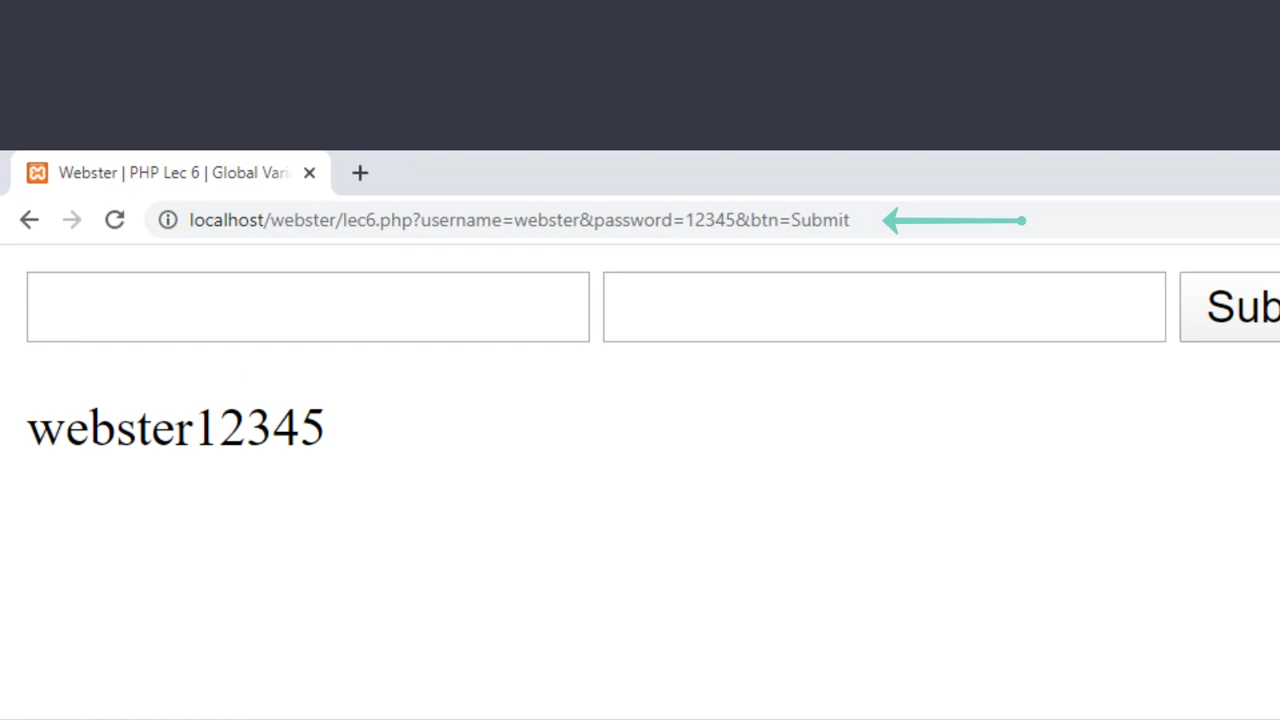 Webster | PHP Lec 6 | Global Vari
localhost/webster/lec6.php?username=webster&password=12345&btn=Submit
Sub
webster12345